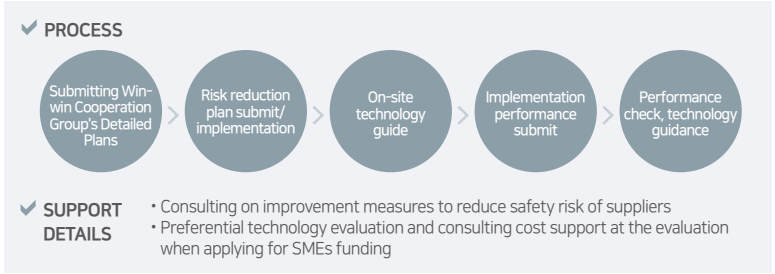 PROCESS
Submitting Win-
win Cooperation
Group's Detailed
Plans
Risk reduction
plan submit/
implementation
On-site
technology
guide
Implementation
performance
submit
Performance
check, technology
guidance
SUPPORT
DETAILS
• Consulting on improvement measures to reduce safety risk of suppliers
• Preferential technology evaluation and consulting cost support at the evaluation
when applying for SMEs funding